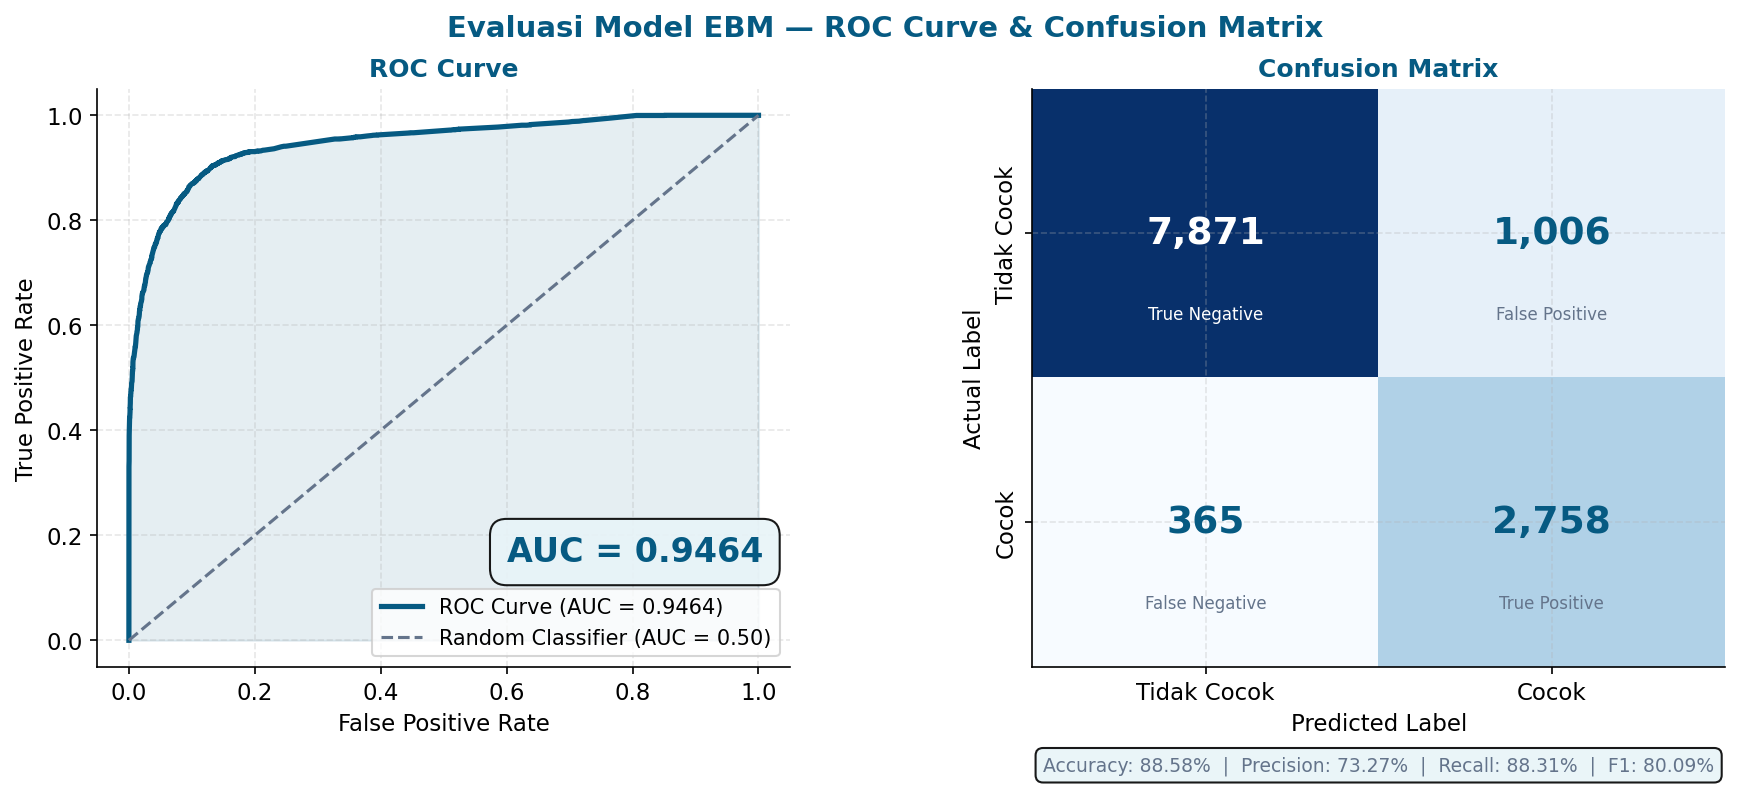 Evaluasi Model EBM — ROC Curve & Confusion Matrix
ROC Curve
True Positive Rate
1.0
0.8
0.6
0.4
0.2
0.0
0.0 0.2 0.4 0.6 0.8 1.0
False Positive Rate
AUC = 0.9464
ROC Curve (AUC = 0.9464)
Random Classifier (AUC = 0.50)
Confusion Matrix
Actual Label
Tidak Cocok
Cocok
7,871
True Negative
1,006
False Positive
365
False Negative
2,758
True Positive
Tidak Cocok Cocok
Predicted Label
Accuracy: 88.58% | Precision: 73.27% | Recall: 88.31% | F1: 80.09%